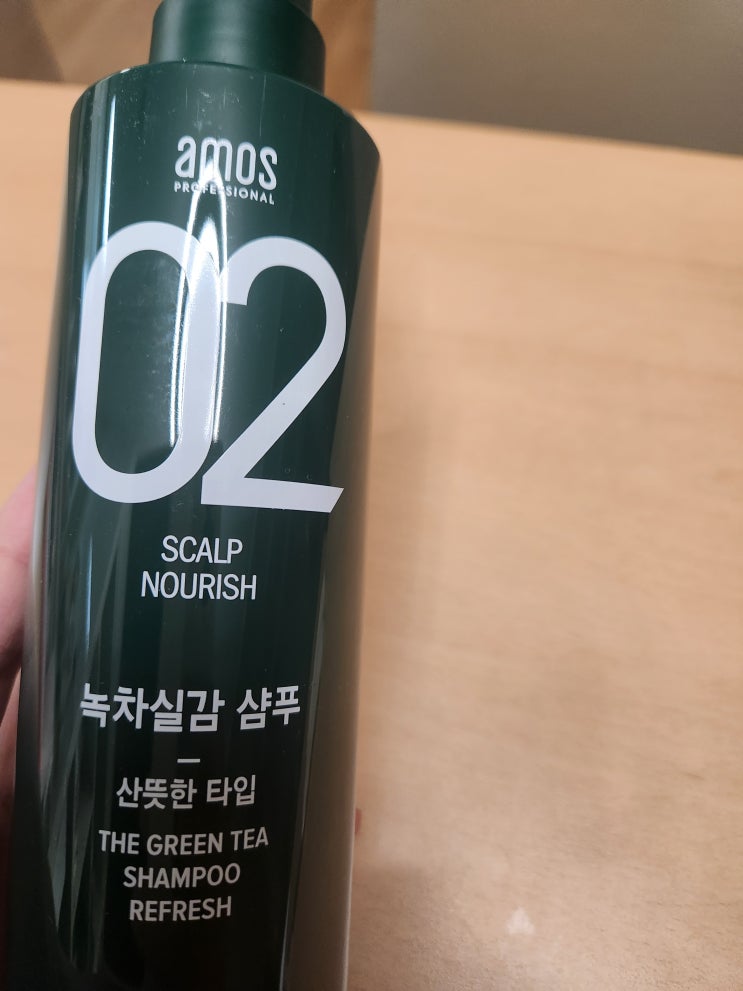 amos
PROFESSIONAL
02
SCALP
NOURISH
녹차실감 샴푸
산뜻한 타입
THE GREEN TEA
SHAMPOO
REFRESH